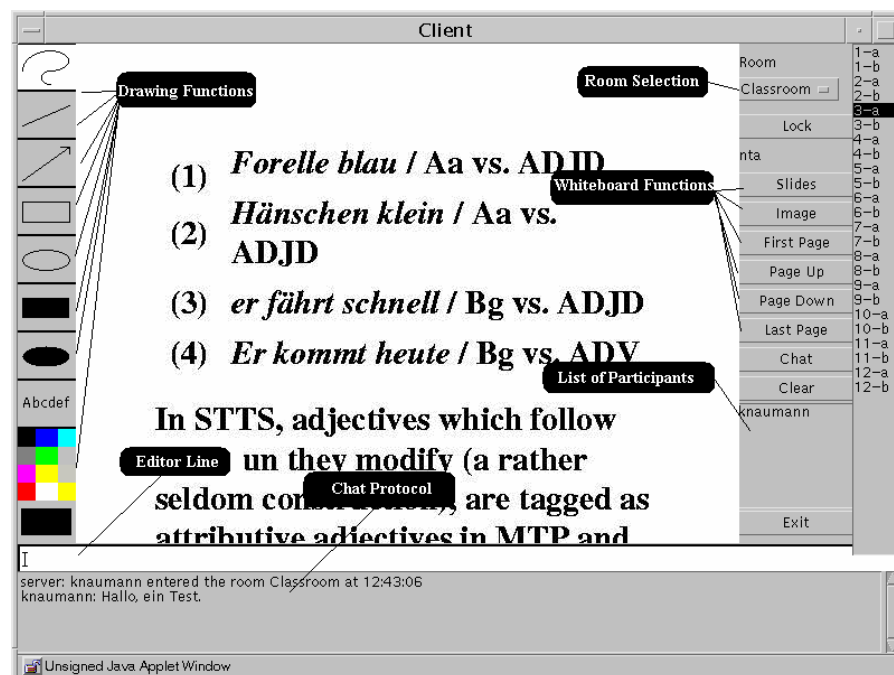 Client
Abcdef
Drawing Functions
Room Selection
Whiteboard Functions
List of Participants
Editor Line
Chat Protocol
(1) Forelle blau / Aa vs. ADJD
(2) Hänschen klein / Aa vs.
ADJD
(3) er fährt schnell / Bg vs. ADJD
(4) Er kommt heute / Bg vs. ADV
In STTS, adjectives which follow
un they modify (a rather
seldom con), are tagged as
attributive adjectives in MTP and
Room
Classroom
Lock
nta
Slides
Image
First Page
Page Up
Page Down
Last Page
Chat
Clear
knaumann
Exit
1-a
1-b
2-a
2-b
3-a
3-b
4-a
4-b
5-a
5-b
6-a
6-b
7-a
7-b
8-a
8-b
9-a
9-b
10-a
10-b
11-a
11-b
12-a
12-b
server: knaumann entered the room Classroom at 12:43:06
knaumann: Hallo, ein Test.
Unsigned Java Applet Window